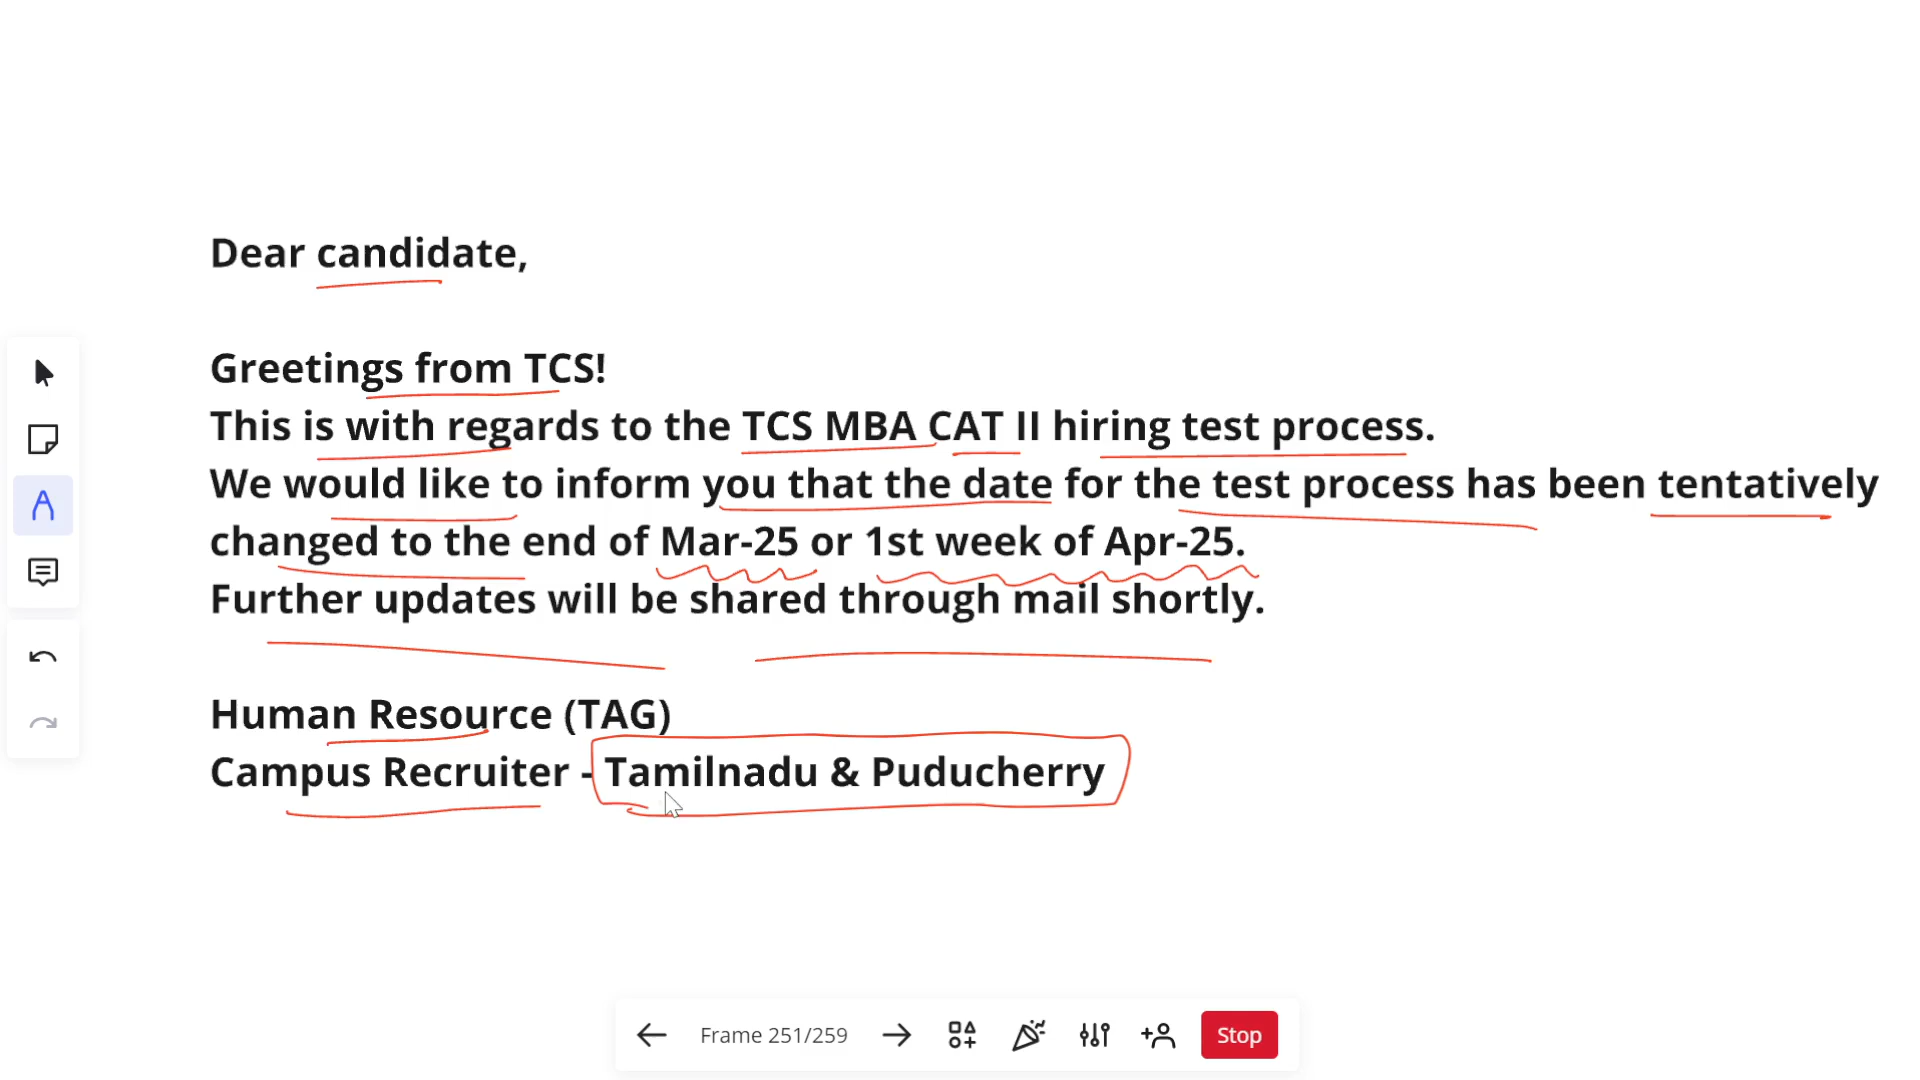 Dear candidate,
Greetings from TCS!
This is with regards to the TCS MBA CAT II hiring test process.
We would like to inform you that the date for the test process has been tentatively
changed to the end of Mar-25 or 1st week of Apr-25.
Further updates will be shared through mail shortly.
Human Resource (TAG)
Campus Recruiter - Tamilnadu & Puducherry
Frame 251/259
Stop